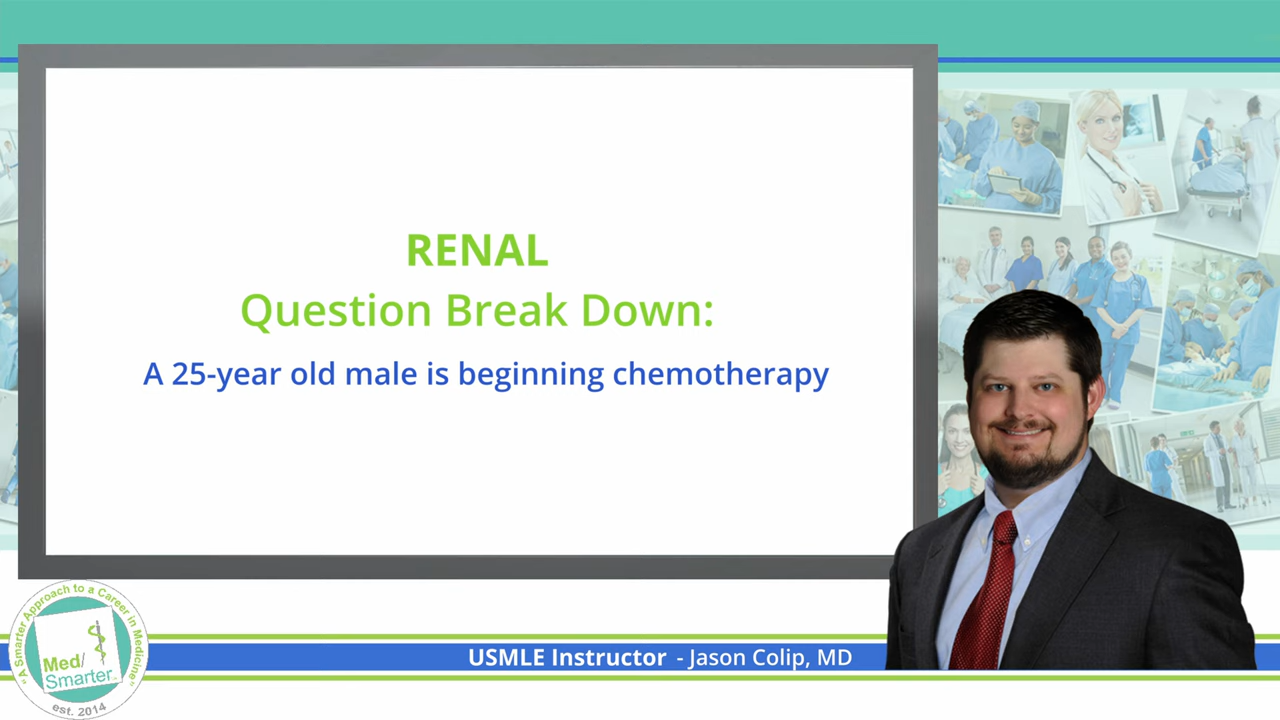 RENAL
Question Break Down:
A 25-year old male is beginning chemotherapy
USMLE Instructor - Jason Colip, MD
"A Smarter Approach to a Career in Medicine"
Med/
Smarter
est. 2014